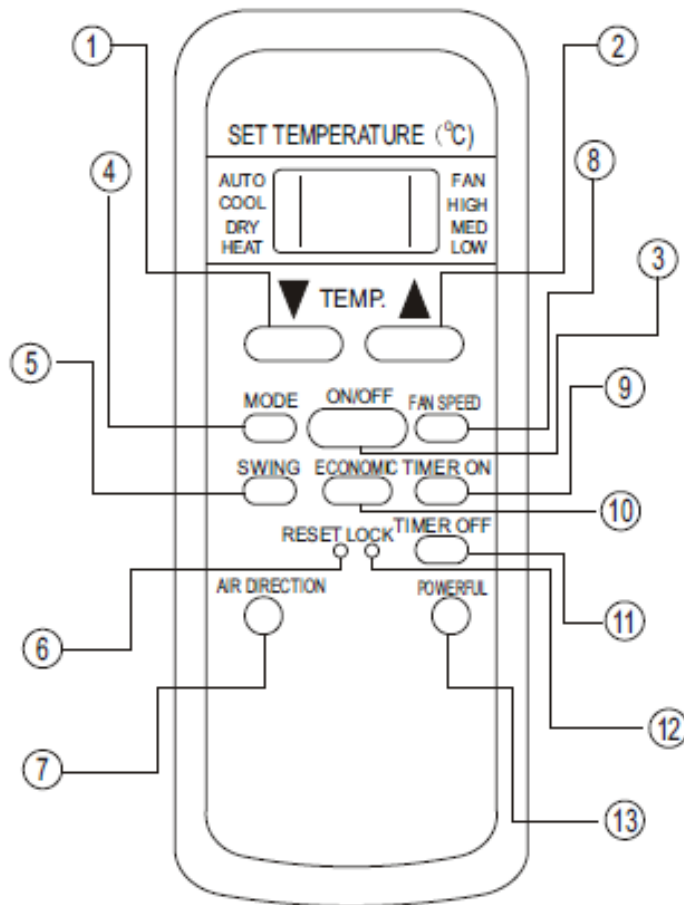 1
2
SET TEMPERATURE (°C)
4
8
AUTO
FAN
COOL
HIGH
DRY
MED
HEAT
LOW
3
▼ TEMP. ▲
5
9
MODE
ON/OFF
FAN SPEED
SWING
ECONOMIC
TIMER ON
10
RESET
LOCK
TIMER OFF
AIR DIRECTION
POWERFUL
6
11
12
7
13